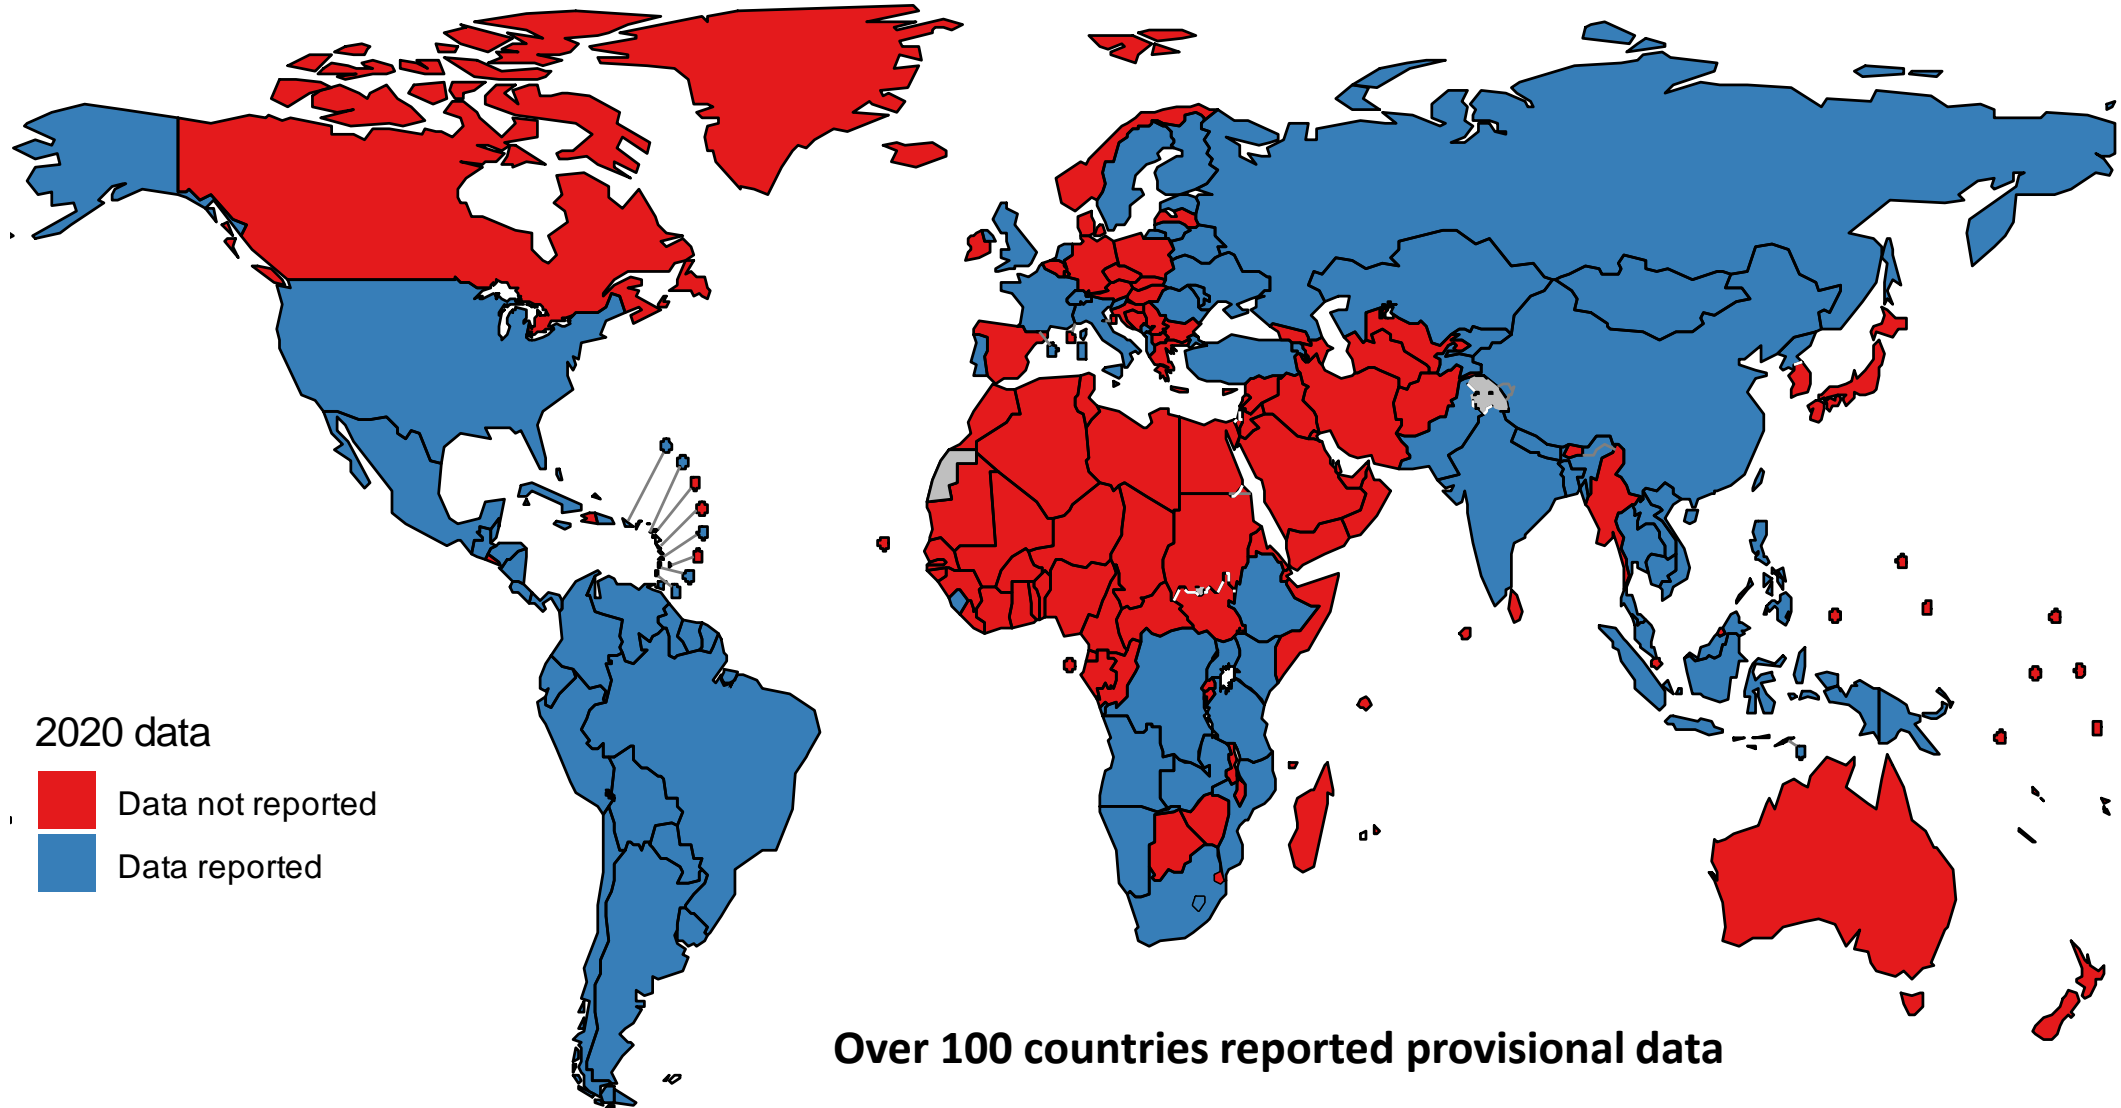 2020 data
Data not reported
Data reported
Over 100 countries reported provisional data